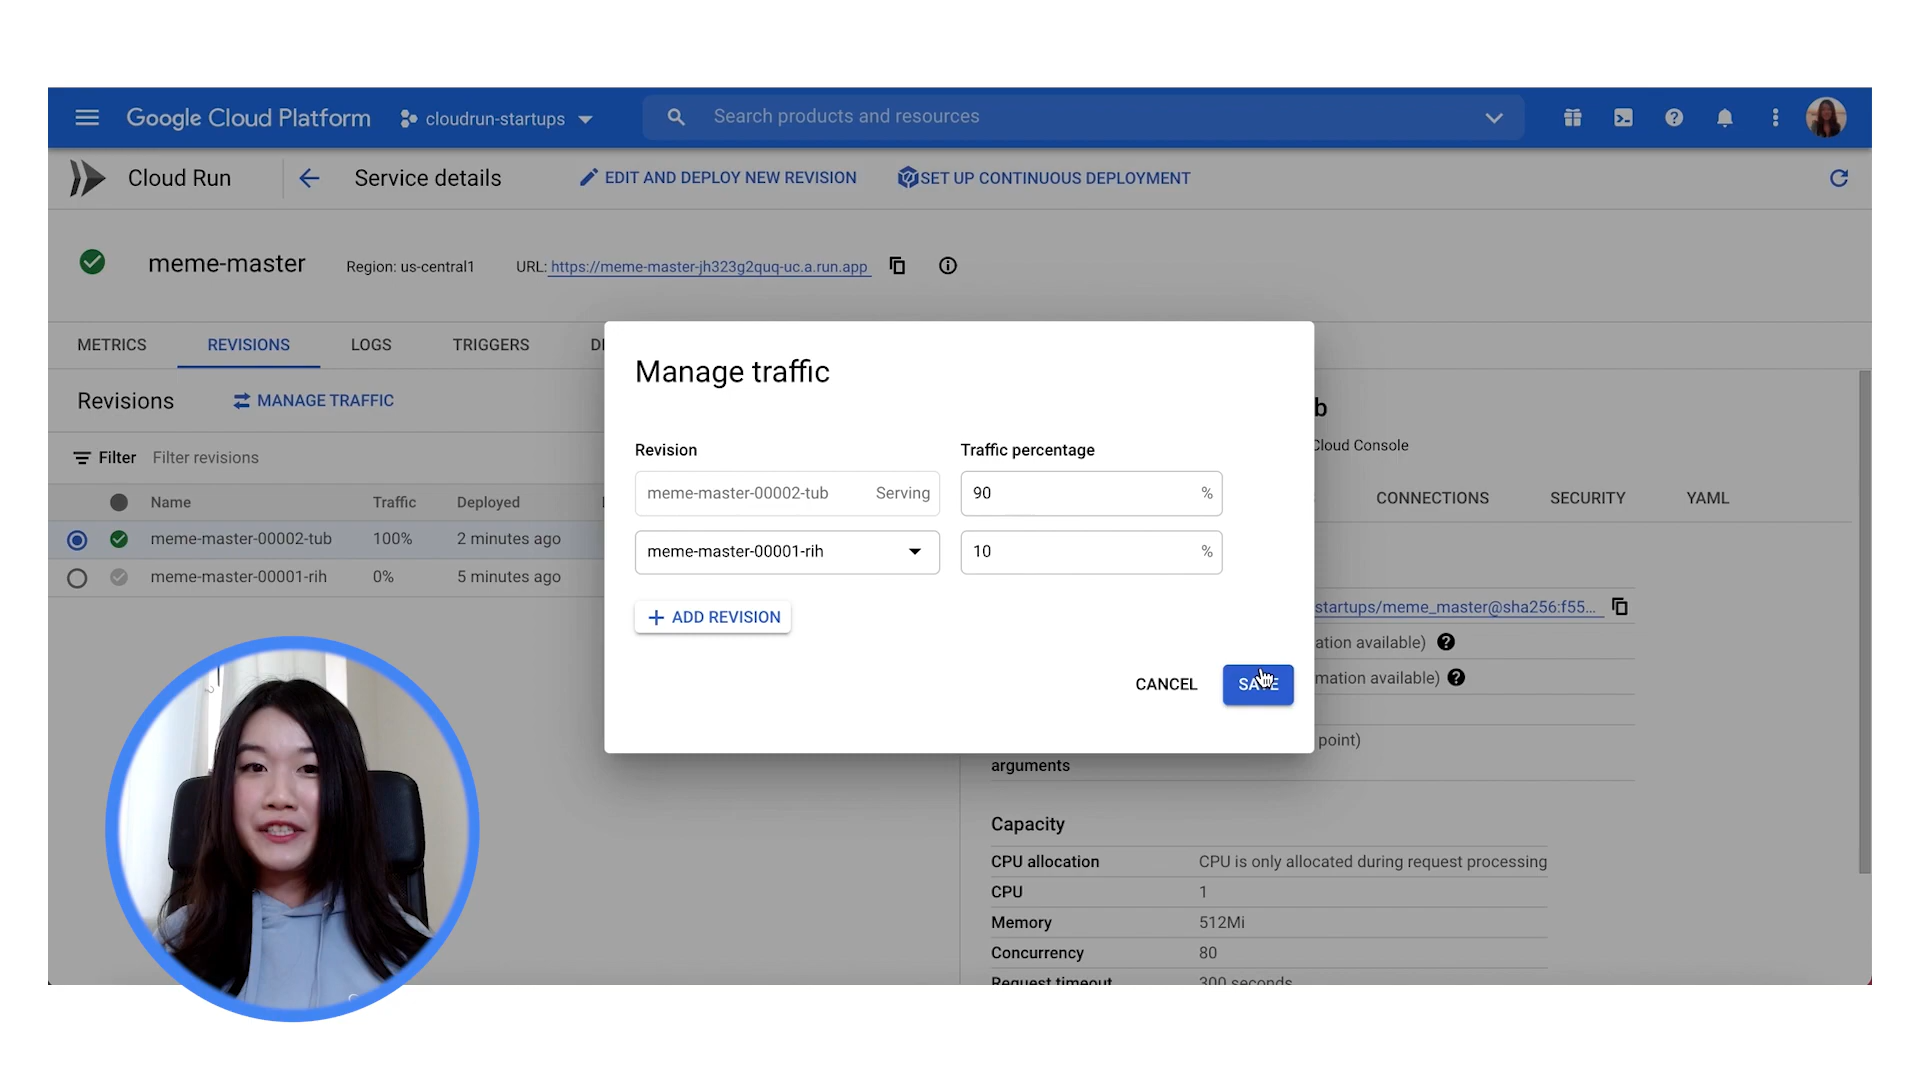 Google Cloud Platform
cloudrun-startups
Search products and resources
Cloud Run
Service details
EDIT AND DEPLOY NEW REVISION
SET UP CONTINUOUS DEPLOYMENT
meme-master
Region: us-central1
URL: https://meme-master-jh323g2quq-uc.a.run.app
METRICS
REVISIONS
LOGS
TRIGGERS
Revisions
MANAGE TRAFFIC
Filter
Filter revisions
Name Traffic Deployed
meme-master-00002-tub 100% 2 minutes ago
meme-master-00001-rih 0% 5 minutes ago
Manage traffic
Revision Traffic percentage
meme-master-00002-tub Serving 90 %
meme-master-00001-rih 10 %
ADD REVISION
CANCEL
SAVE
b
Cloud Console
CONNECTIONS
SECURITY
YAML
startups/meme_master@sha256:f55...
ation available)
mation available)
point)
arguments
Capacity
CPU allocation CPU is only allocated during request processing
CPU 1
Memory 512Mi
Concurrency 80
Request timeout 300 seconds